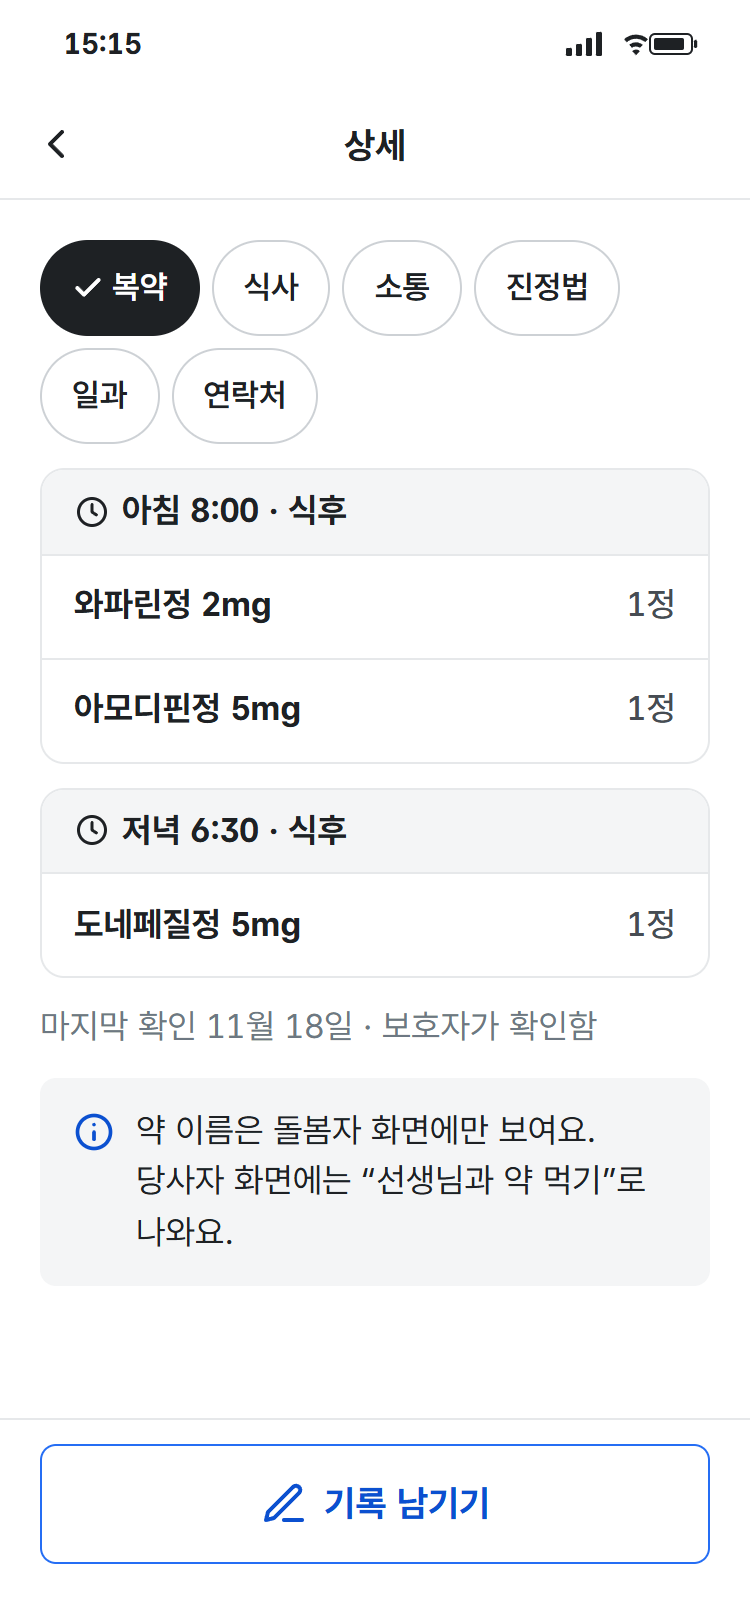 15:15
상세
복약
식사
소통
진정법
일과
연락처
아침 8:00 · 식후
와파린정 2mg
1정
아모디핀정 5mg
1정
저녁 6:30 · 식후
도네페질정 5mg
1정
마지막 확인 11월 18일 · 보호자가 확인함
약 이름은 돌봄자 화면에만 보여요.
당사자 화면에는 “선생님과 약 먹기”로
나와요.
기록 남기기